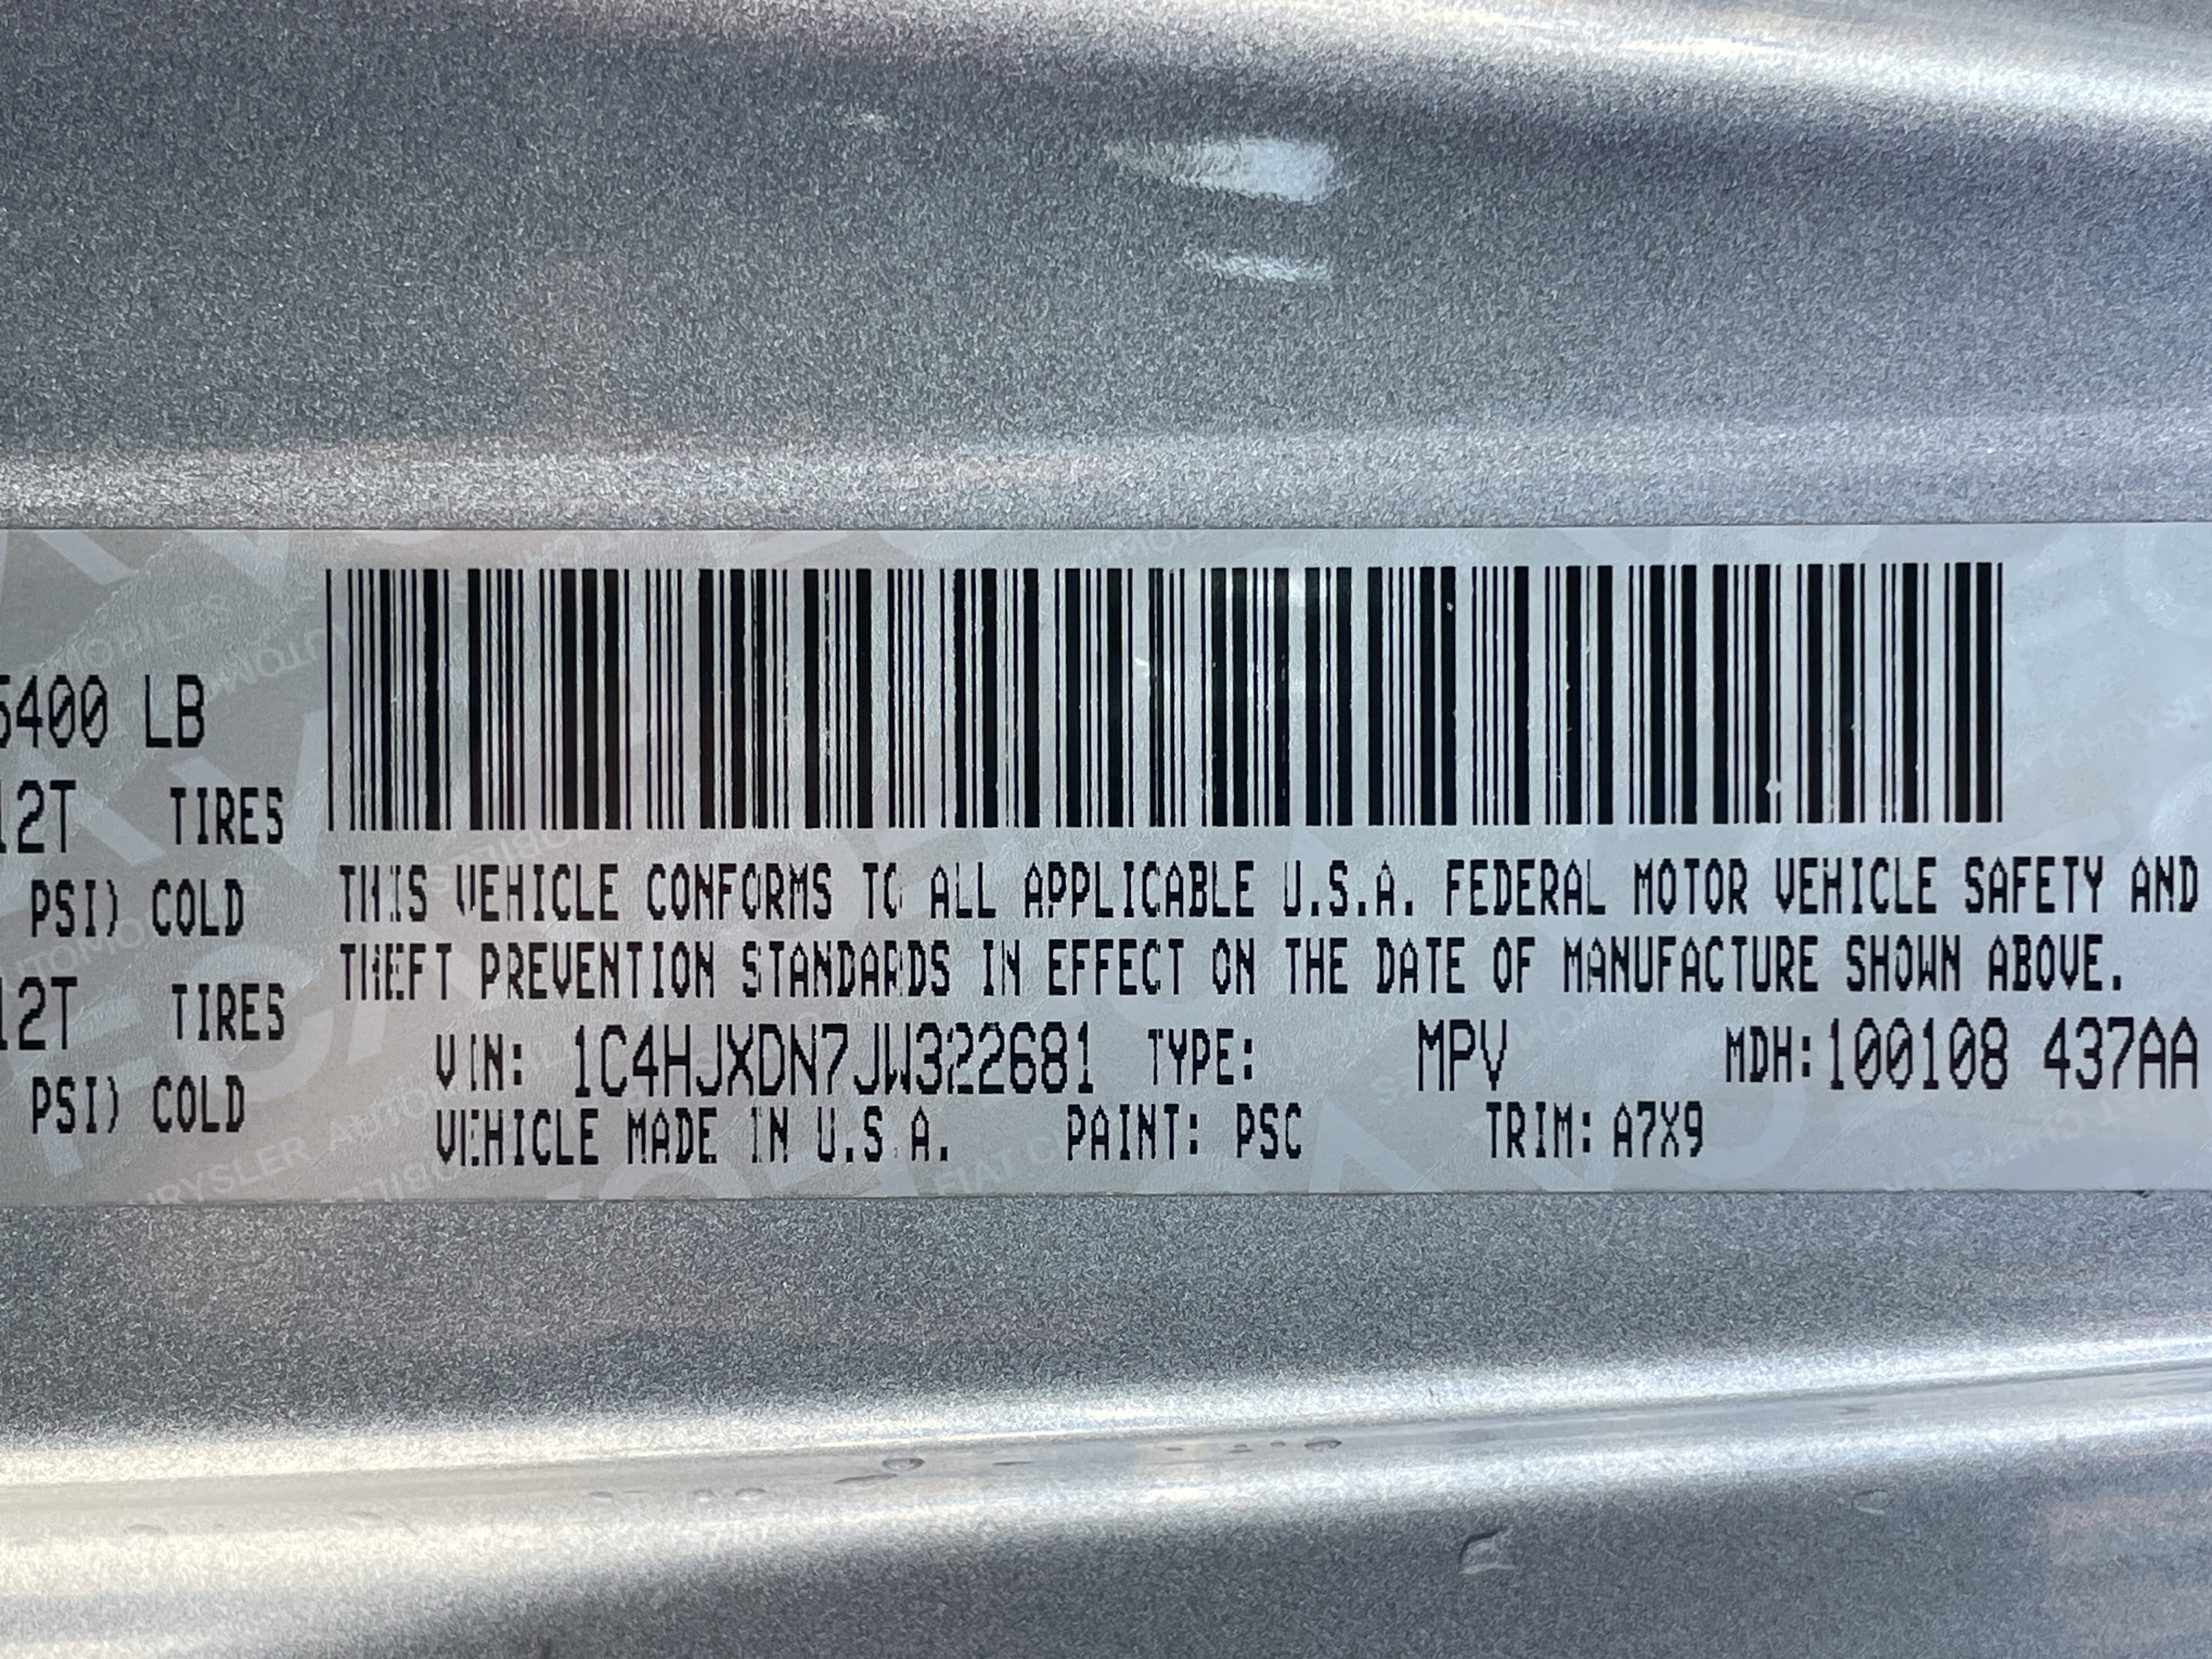 5400 LB
12T TIRES
PSI) COLD
12T TIRES
PSI) COLD
THIS VEHICLE CONFORMS TO ALL APPLICABLE U.S.A. FEDERAL MOTOR VEHICLE SAFETY AND
THEFT PREVENTION STANDARDS IN EFFECT ON THE DATE OF MANUFACTURE SHOWN ABOVE.
VIN: 1C4HJXDN7JW322681 TYPE: MPV MDH:100108 437AA
VEHICLE MADE IN U.S.A. PAINT: PSC TRIM: A7X9